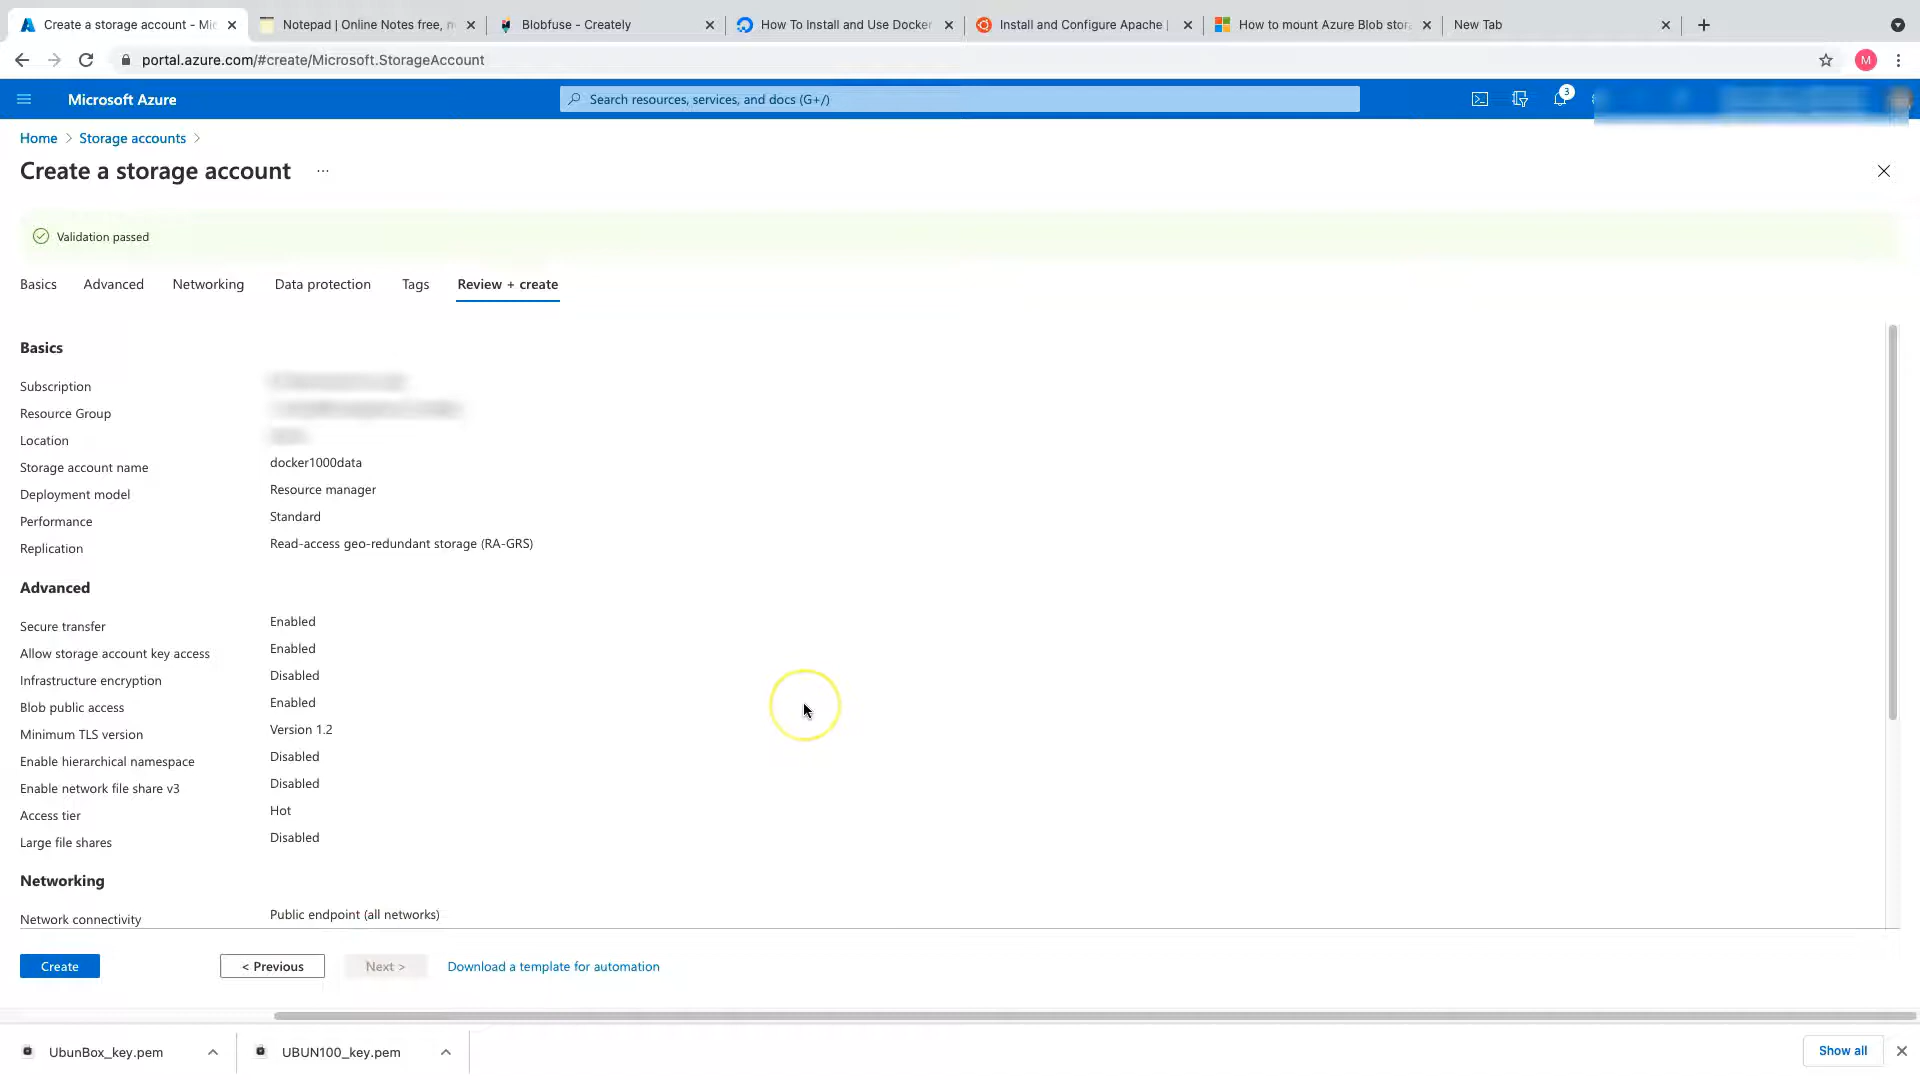 Create a storage account - Mic
Notepad | Online Notes free, n
Blobfuse - Creately
How To Install and Use Docker
Install and Configure Apache |
How to mount Azure Blob stora
New Tab
portal.azure.com/#create/Microsoft.StorageAccount
M
Microsoft Azure
Search resources, services, and docs (G+/)
3
Home > Storage accounts >
Create a storage account ...
Validation passed
Basics
Advanced
Networking
Data protection
Tags
Review + create
Basics
Subscription
Resource Group
Location
Storage account name docker1000data
Deployment model Resource manager
Performance Standard
Replication Read-access geo-redundant storage (RA-GRS)
Advanced
Secure transfer Enabled
Allow storage account key access Enabled
Infrastructure encryption Disabled
Blob public access Enabled
Minimum TLS version Version 1.2
Enable hierarchical namespace Disabled
Enable network file share v3 Disabled
Access tier Hot
Large file shares Disabled
Networking
Network connectivity Public endpoint (all networks)
Create
< Previous
Next >
Download a template for automation
UbunBox_key.pem
UBUN100_key.pem
Show all